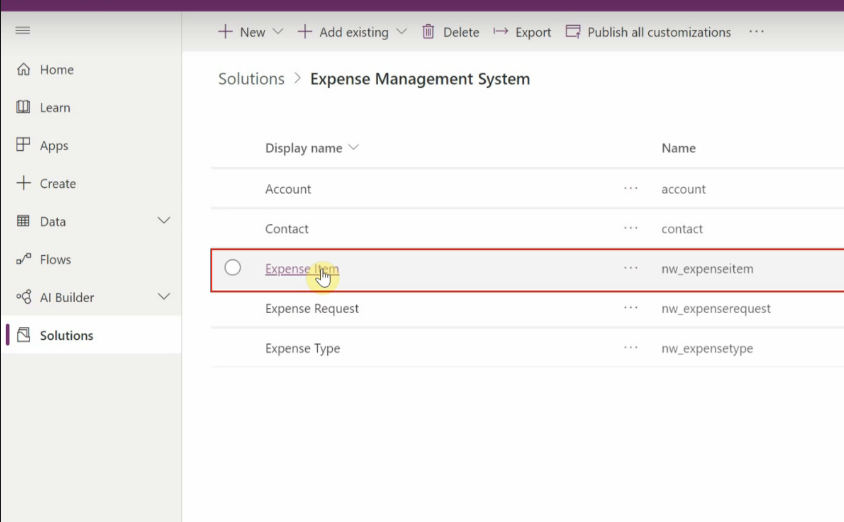 New Add existing Delete Export Publish all customizations ...
Solutions > Expense Management System
Home
Learn
Apps
Create
Data
Flows
AI Builder
Solutions
Display name Name
Account ... account
Contact ... contact
Expense Item ... nw_expenseitem
Expense Request ... nw_expenserequest
Expense Type ... nw_expensetype